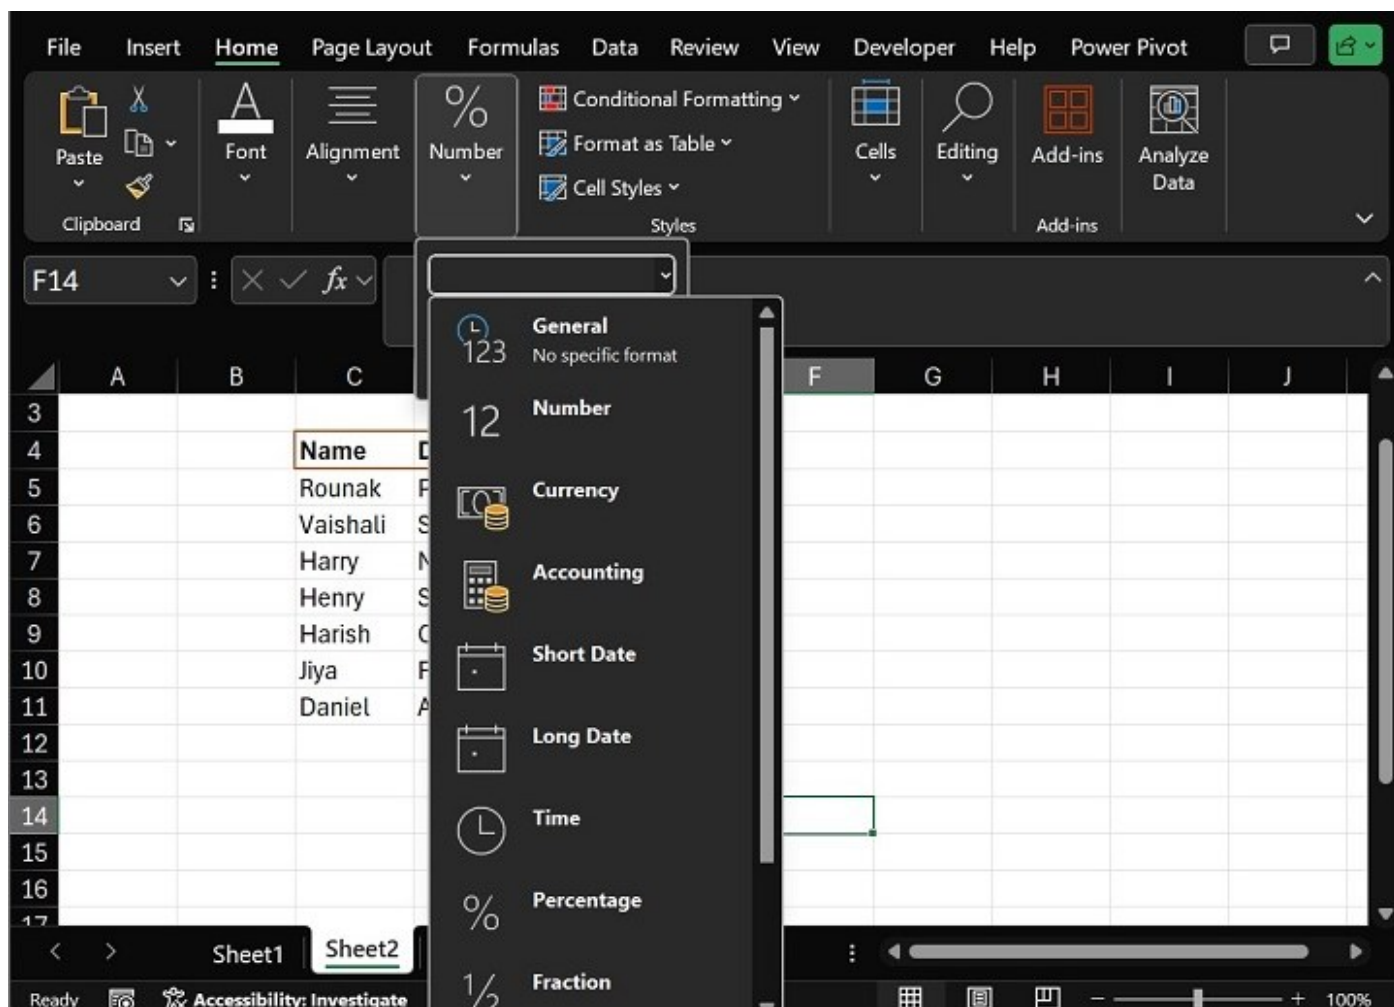 File Insert Home Page Layout Formulas Data Review View Developer Help Power Pivot
Paste Font Alignment % Number Conditional Formatting Cells Editing Add-ins Analyze Data
Format as Table
Cell Styles
Clipboard Styles Add-ins
F14 fx
123 General
No specific format
12 Number
Currency
Accounting
Short Date
Long Date
Time
% Percentage
1/2 Fraction
A B C F G H I J
3
4 Name
5 Rounak
6 Vaishali
7 Harry
8 Henry
9 Harish
10 Jiya
11 Daniel
12
13
14
15
16
17
Sheet1 Sheet2
Ready Accessibility: Investigate 100%